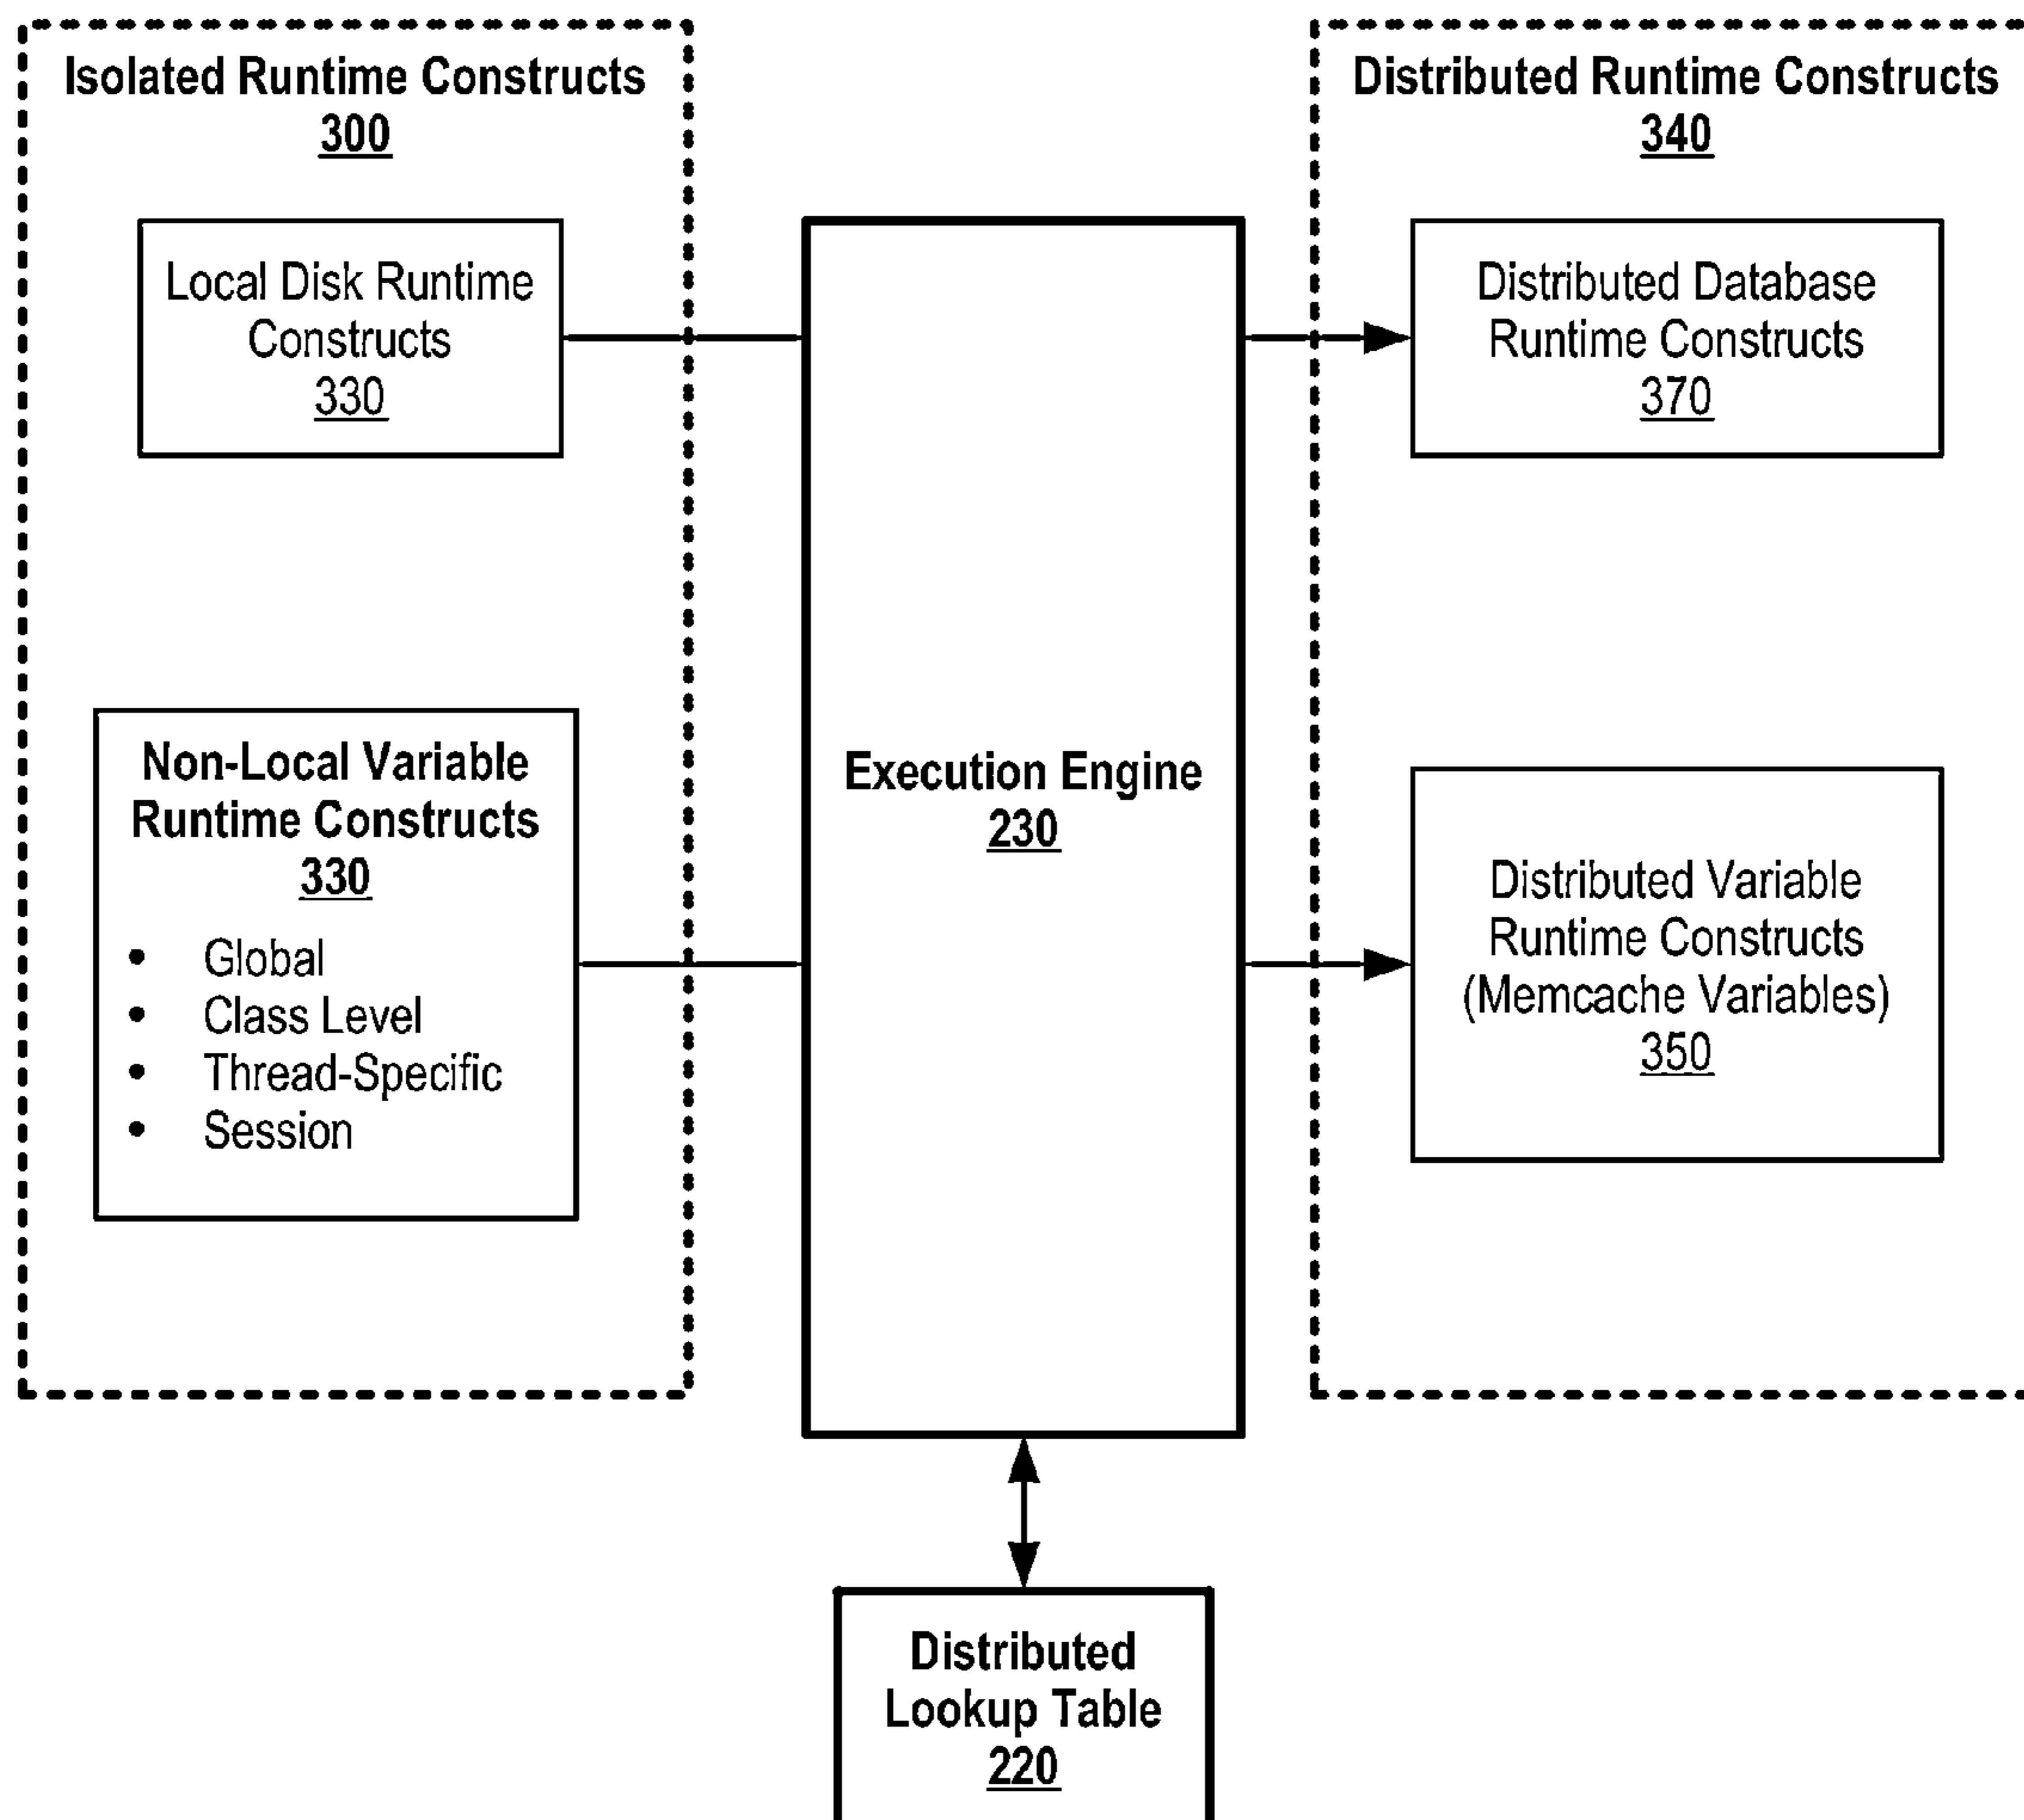 Isolated Runtime Constructs
300
Local Disk Runtime
Constructs
330
Non-Local Variable
Runtime Constructs
330
• Global
• Class Level
• Thread-Specific
• Session
Execution Engine
230
Distributed Lookup Table
220
Distributed Runtime Constructs
340
Distributed Database
Runtime Constructs
370
Distributed Variable
Runtime Constructs
(Memcache Variables)
350